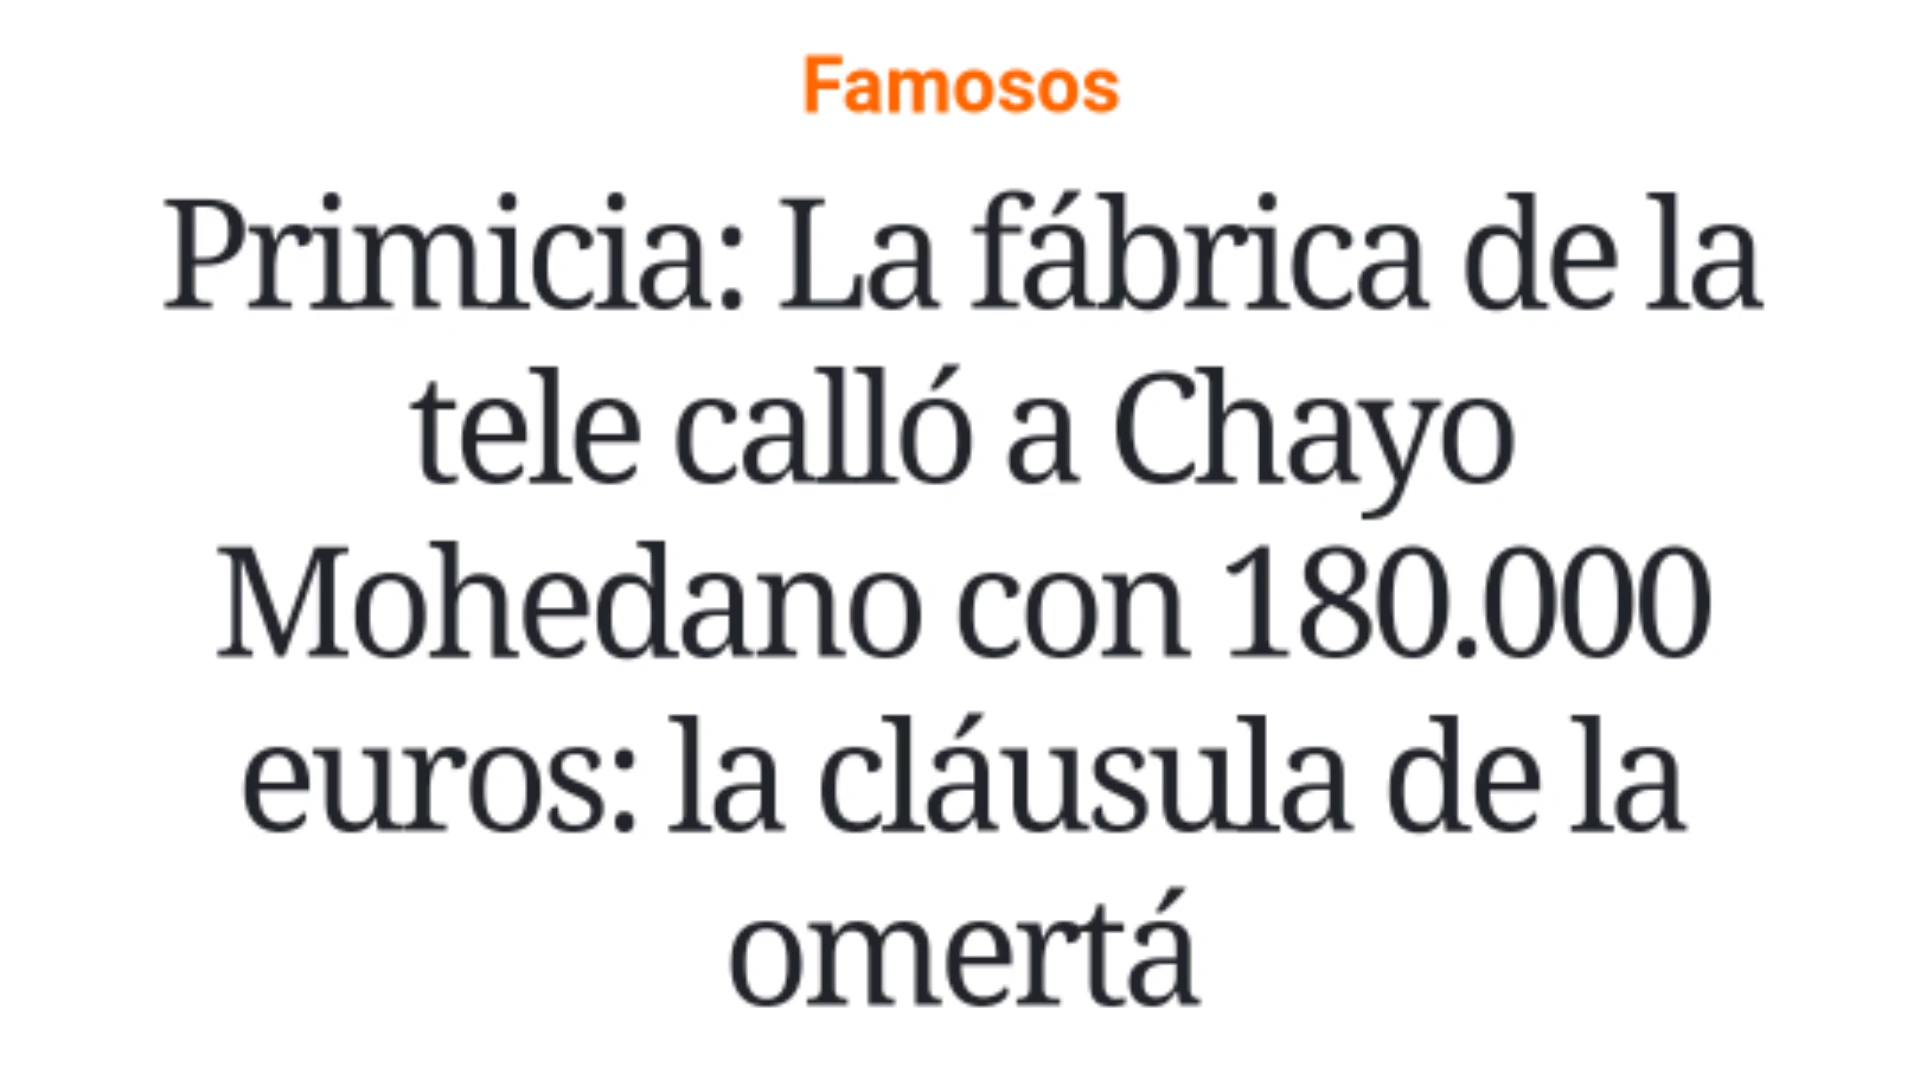 Famosos
Primicia: La fábrica de la
tele calló a Chayo
Mohedano con 180.000
euros: la cláusula de la
omertá